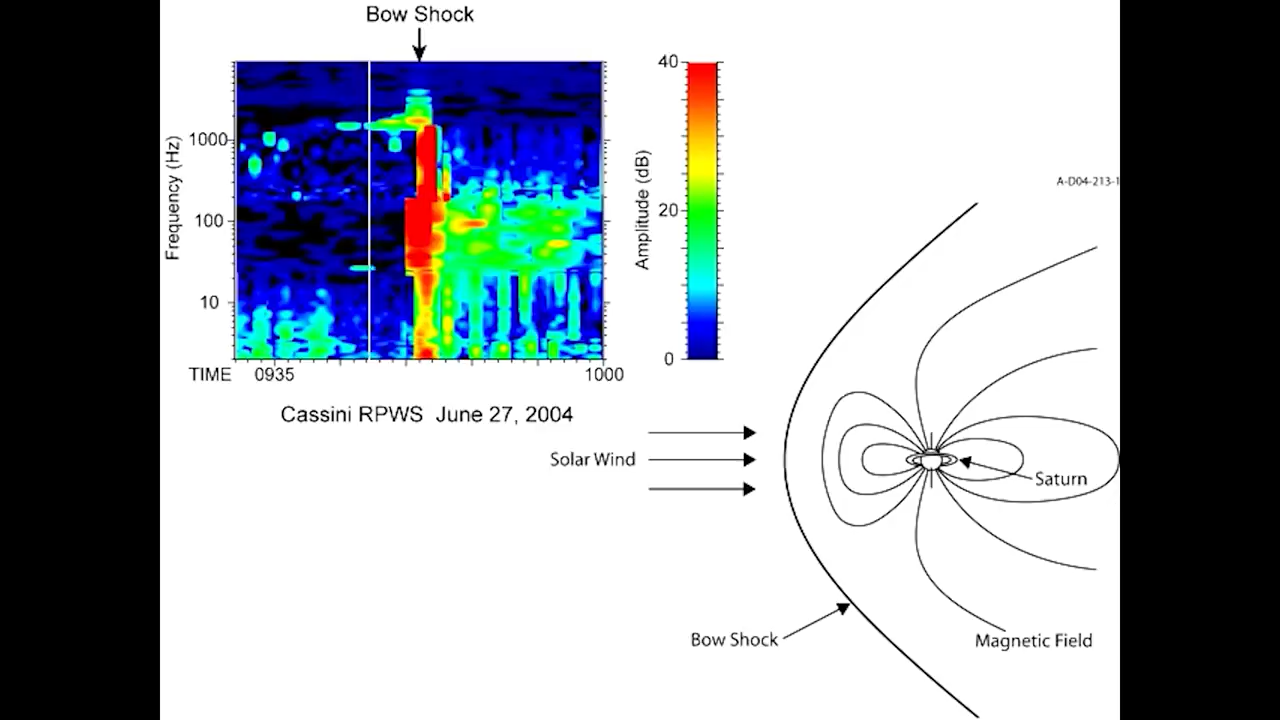 Bow Shock
Frequency (Hz)
1000
100
10
TIME 0935 1000
Cassini RPWS June 27, 2004
Amplitude (dB)
40
20
0
A-D04-213-1
Solar Wind
Saturn
Bow Shock
Magnetic Field